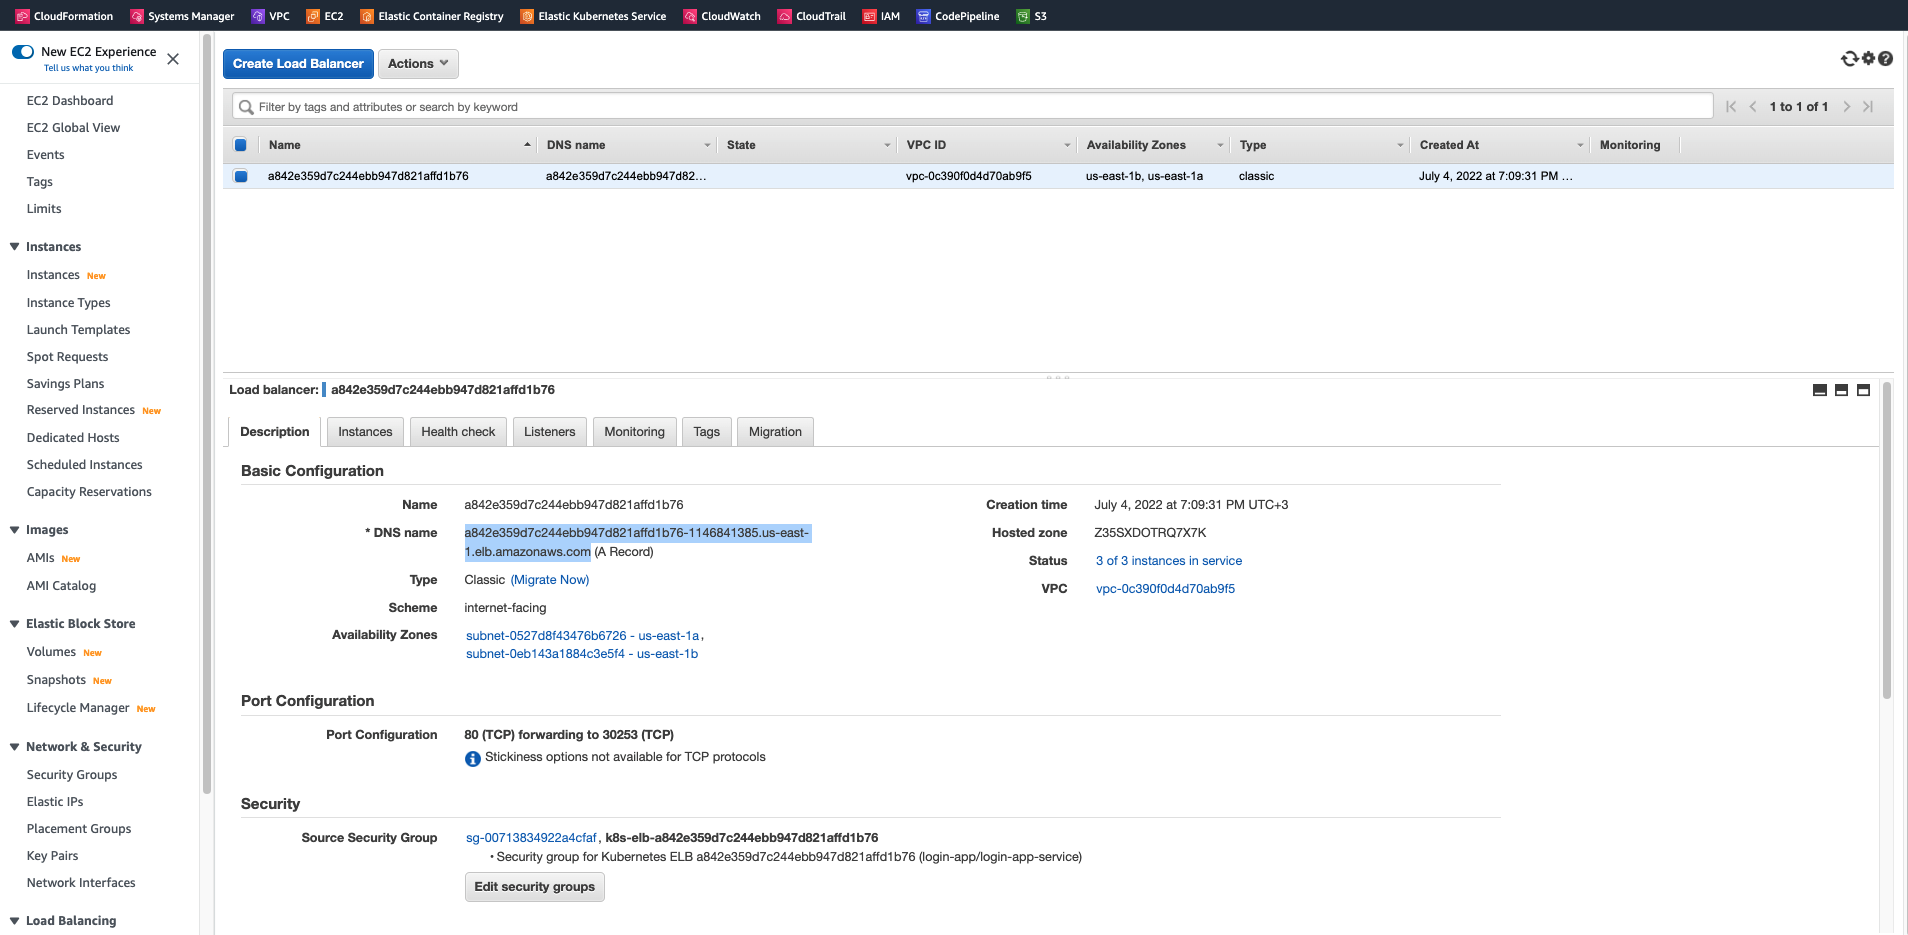 CloudFormation Systems Manager VPC EC2 Elastic Container Registry Elastic Kubernetes Service CloudWatch CloudTrail IAM CodePipeline S3
New EC2 Experience
Tell us what you think
EC2 Dashboard
EC2 Global View
Events
Tags
Limits
Instances
Instances New
Instance Types
Launch Templates
Spot Requests
Savings Plans
Reserved Instances New
Dedicated Hosts
Scheduled Instances
Capacity Reservations
Images
AMIs New
AMI Catalog
Elastic Block Store
Volumes New
Snapshots New
Lifecycle Manager New
Network & Security
Security Groups
Elastic IPs
Placement Groups
Key Pairs
Network Interfaces
Load Balancing
Create Load Balancer Actions
Filter by tags and attributes or search by keyword 1 to 1 of 1
Name DNS name State VPC ID Availability Zones Type Created At Monitoring
a842e359d7c244ebb947d821affd1b76 a842e359d7c244ebb947d82... vpc-0c390f0d4d70ab9f5 us-east-1b, us-east-1a classic July 4, 2022 at 7:09:31 PM ...
Load balancer: a842e359d7c244ebb947d821affd1b76
Description Instances Health check Listeners Monitoring Tags Migration
Basic Configuration
Name a842e359d7c244ebb947d821affd1b76
* DNS name a842e359d7c244ebb947d821affd1b76-1146841385.us-east-
1.elb.amazonaws.com (A Record)
Type Classic (Migrate Now)
Scheme internet-facing
Availability Zones subnet-0527d8f43476b6726 - us-east-1a,
subnet-0eb143a1884c3e5f4 - us-east-1b
Creation time July 4, 2022 at 7:09:31 PM UTC+3
Hosted zone Z35SXDOTRQ7X7K
Status 3 of 3 instances in service
VPC vpc-0c390f0d4d70ab9f5
Port Configuration
Port Configuration 80 (TCP) forwarding to 30253 (TCP)
Stickiness options not available for TCP protocols
Security
Source Security Group sg-00713834922a4cfaf, k8s-elb-a842e359d7c244ebb947d821affd1b76
• Security group for Kubernetes ELB a842e359d7c244ebb947d821affd1b76 (login-app/login-app-service)
Edit security groups